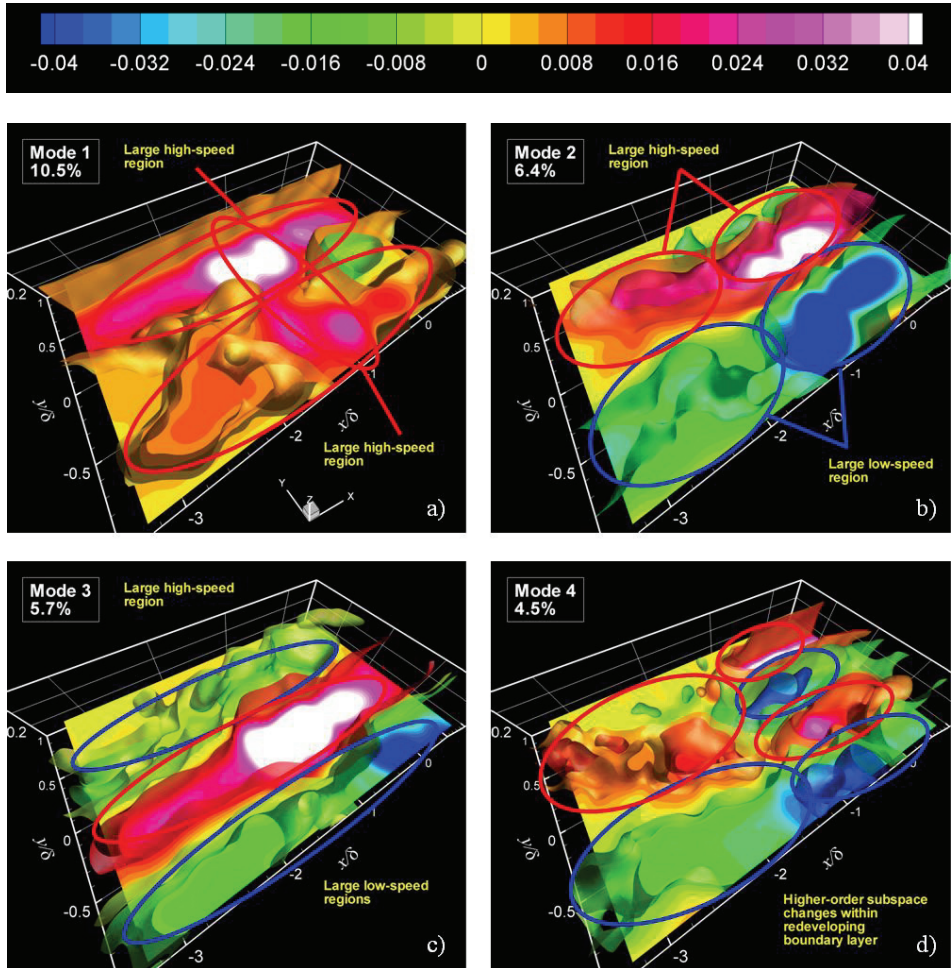 -0.04 -0.032 -0.024 -0.016 -0.008 0 0.008 0.016 0.024 0.032 0.04
Mode 1
10.5%
Large high-speed
region
0.2
1
0.5
0
-0.5
y/δ
0
-1
-2
-3
x/δ
Large high-speed
region
Y
Z
X
a)
Mode 2
6.4%
Large high-speed
region
0.2
1
0.5
0
-0.5
y/δ
0
-1
-2
-3
x/δ
Large low-speed
region
b)
Mode 3
5.7%
Large high-speed
region
0.2
1
0.5
0
-0.5
y/δ
0
-1
-2
-3
x/δ
Large low-speed
regions
c)
Mode 4
4.5%
0.2
1
0.5
0
-0.5
y/δ
0
-1
-2
-3
x/δ
Higher-order subspace
changes within
redeveloping
boundary layer
d)